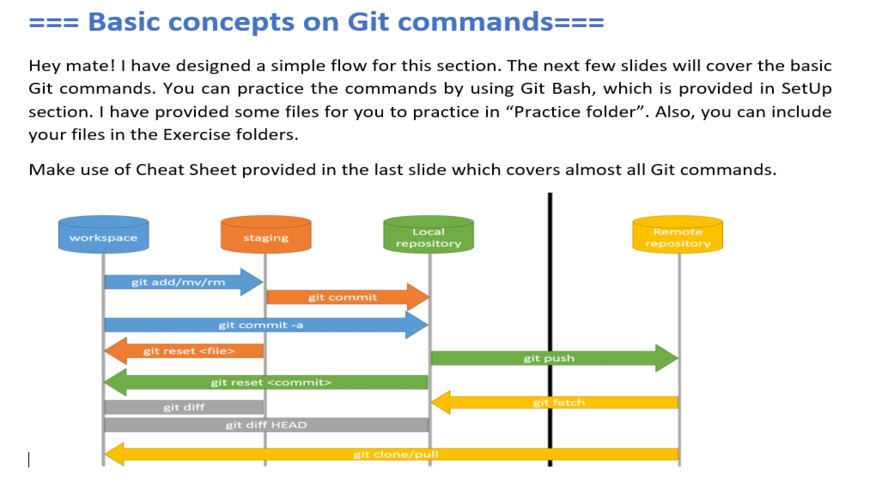 === Basic concepts on Git commands===
Hey mate! I have designed a simple flow for this section. The next few slides will cover the basic
Git commands. You can practice the commands by using Git Bash, which is provided in SetUp
section. I have provided some files for you to practice in “Practice folder”. Also, you can include
your files in the Exercise folders.
Make use of Cheat Sheet provided in the last slide which covers almost all Git commands.
workspace
staging
Local
repository
Remote
repository
git add/mv/rm
git commit
git commit -a
git reset <file>
git push
git reset <commit>
git fetch
git diff
git diff HEAD
git clone/pull